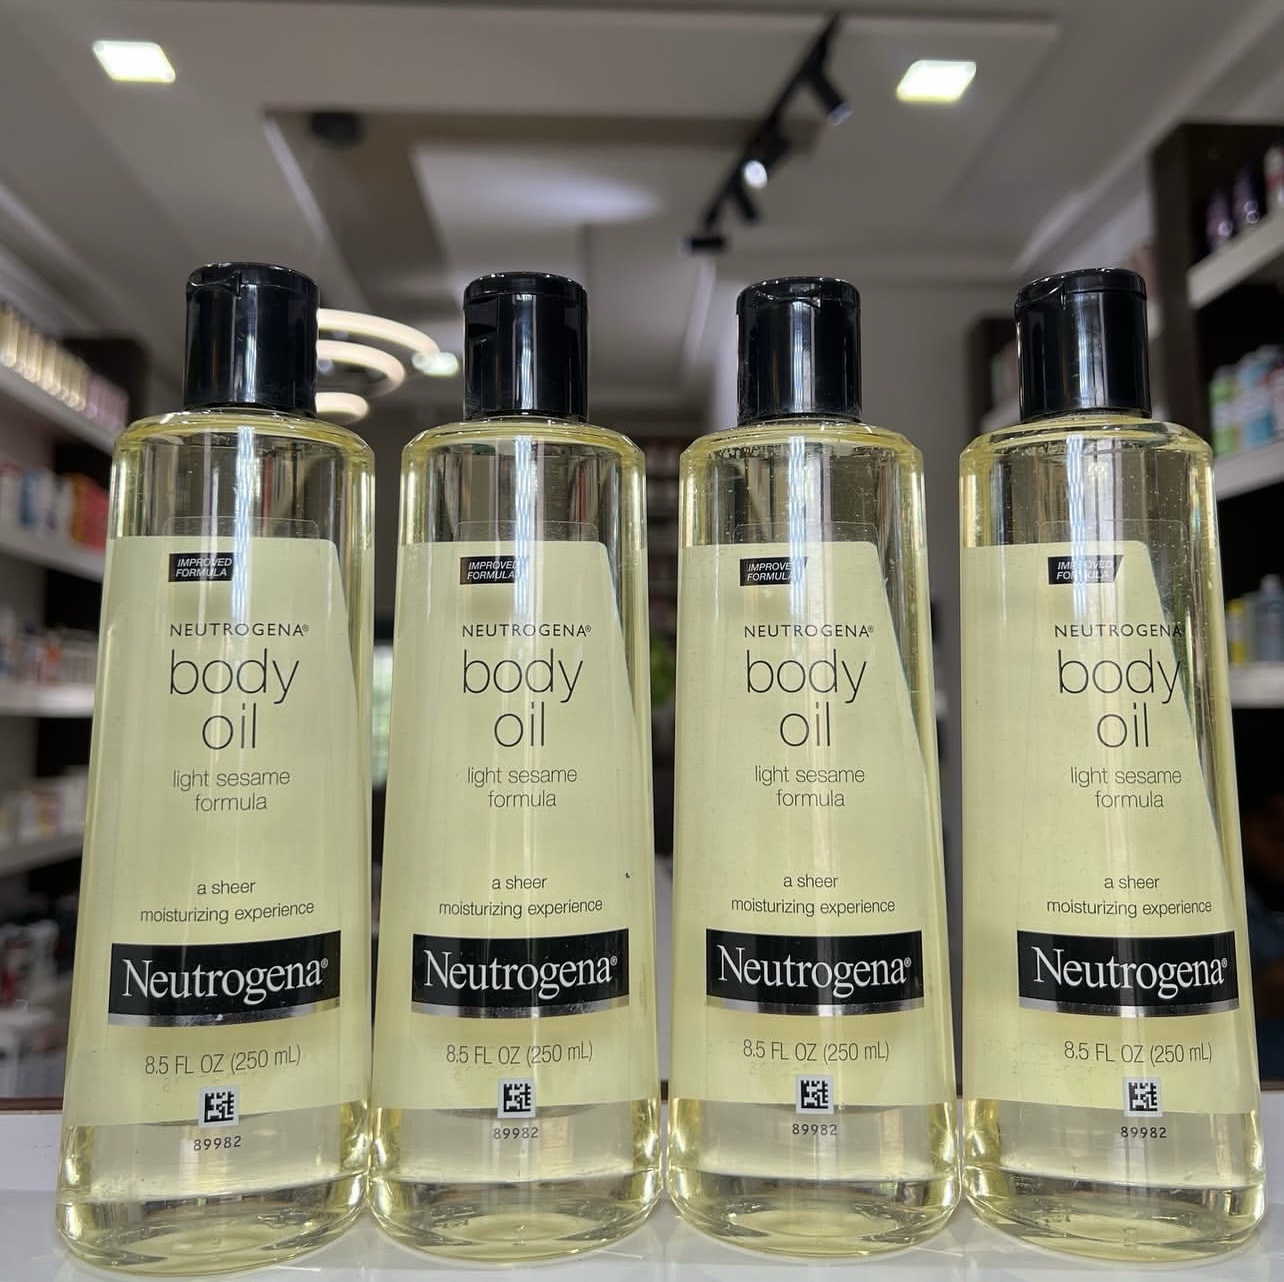 IMPROVED
FORMULA
NEUTROGENA®
body
oil
light sesame
formula
a sheer
moisturizing experience
Neutrogena®
8.5 FL OZ (250 mL)
89982
IMPROVED
FORMULA
NEUTROGENA®
body
oil
light sesame
formula
a sheer
moisturizing experience
Neutrogena®
8.5 FL OZ (250 mL)
89982
IMPROVED
FORMULA
NEUTROGENA®
body
oil
light sesame
formula
a sheer
moisturizing experience
Neutrogena®
8.5 FL OZ (250 mL)
89982
IMPROVED
FORMULA
NEUTROGENA
body
oil
light sesame
formula
a sheer
moisturizing experience
Neutrogena®
8.5 FL OZ (250 mL)
89982